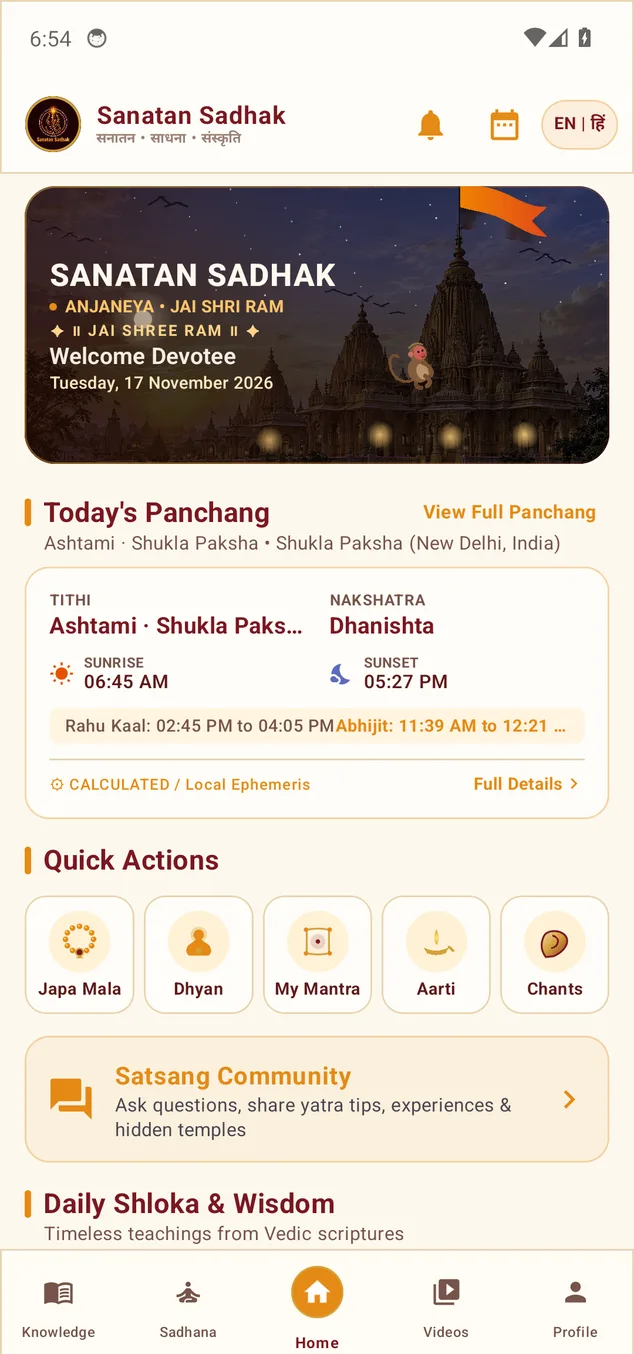 6:54
Sanatan Sadhak
सनातन • साधना • संस्कृति
EN | हिं
SANATAN SADHAK
• ANJANEYA • JAI SHRI RAM
✦ ॥ JAI SHREE RAM ॥ ✦
Welcome Devotee
Tuesday, 17 November 2026
Today's Panchang
View Full Panchang
Ashtami · Shukla Paksha • Shukla Paksha (New Delhi, India)
TITHI
Ashtami · Shukla Paks...
NAKSHATRA
Dhanishta
SUNRISE
06:45 AM
SUNSET
05:27 PM
Rahu Kaal: 02:45 PM to 04:05 PM
Abhijit: 11:39 AM to 12:21 ...
CALCULATED / Local Ephemeris
Full Details
Quick Actions
Japa Mala
Dhyan
My Mantra
Aarti
Chants
Satsang Community
Ask questions, share yatra tips, experiences &
hidden temples
Daily Shloka & Wisdom
Timeless teachings from Vedic scriptures
Knowledge
Sadhana
Home
Videos
Profile